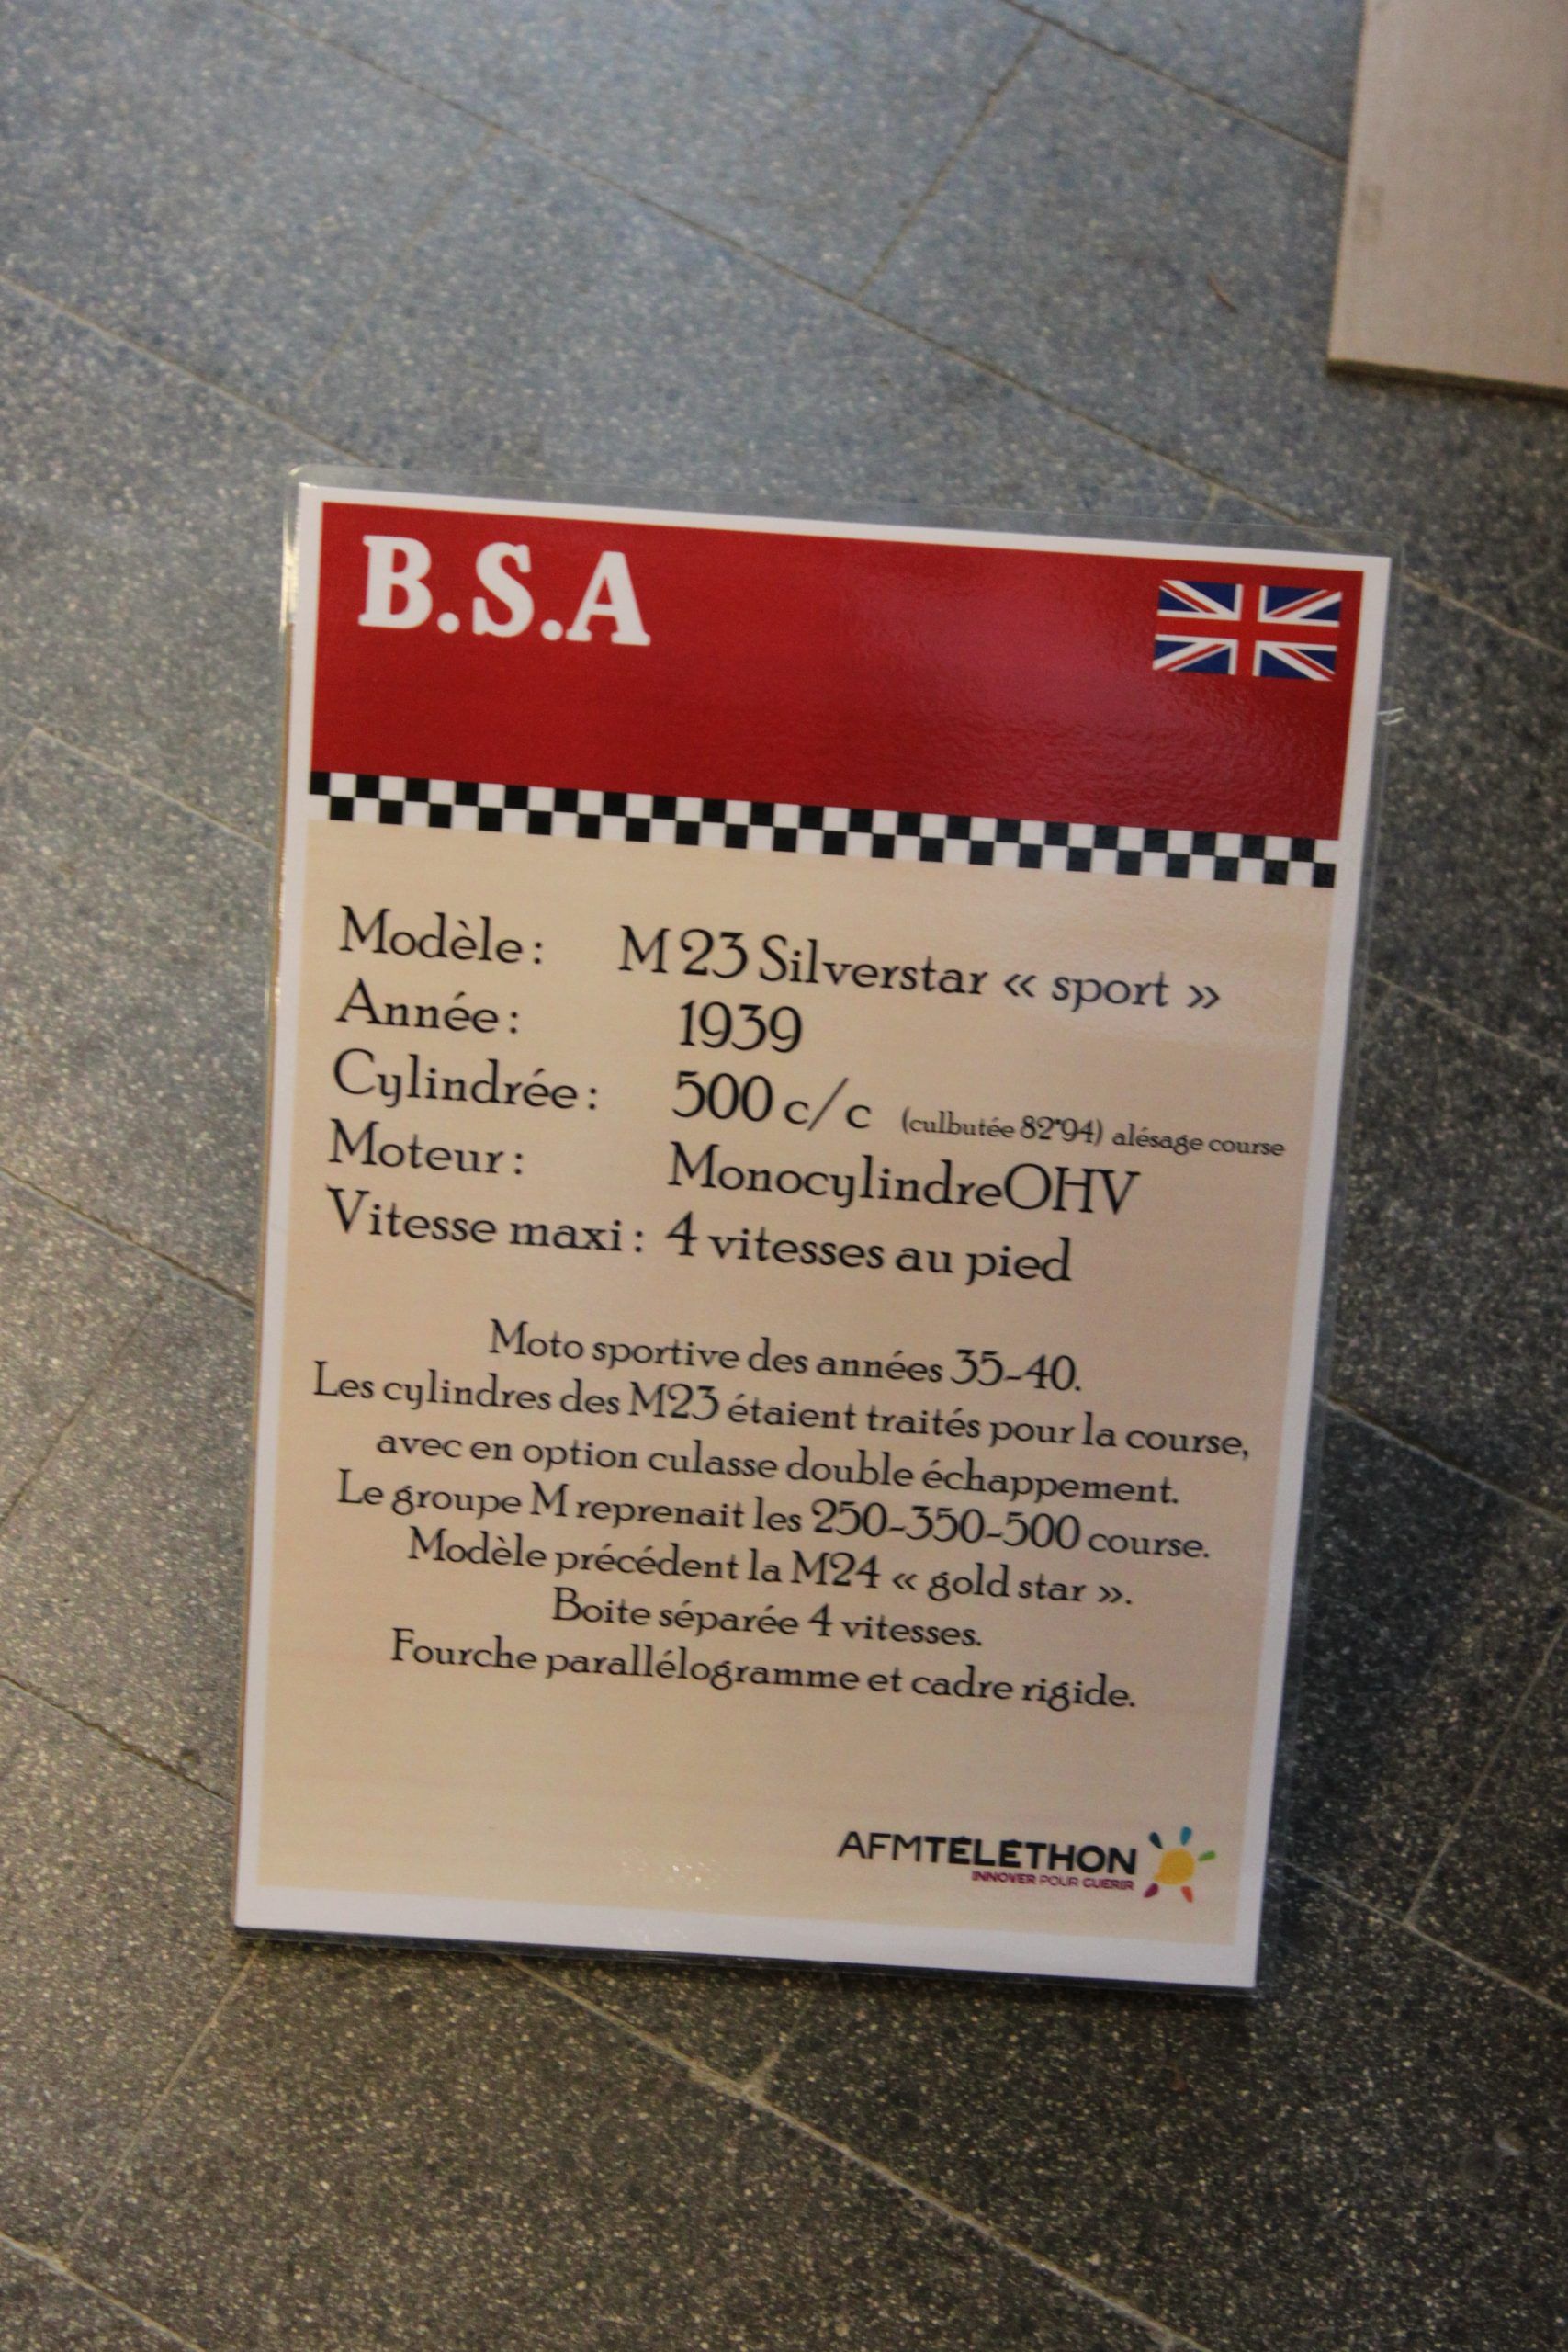 B.S.A
Modèle : M 23 Silverstar « sport »
Année : 1939
Cylindrée : 500 c/c (culbutée 82*94) alésage course
Moteur : MonocylindreOHV
Vitesse maxi : 4 vitesses au pied
Moto sportive des années 35-40.
Les cylindres des M23 étaient traités pour la course,
avec en option culasse double échappement.
Le groupe M reprenait les 250-350-500 course.
Modèle précédent la M24 « gold star ».
Boite séparée 4 vitesses.
Fourche parallélogramme et cadre rigide.
AFMTÉLÉTHON
INNOVER POUR GUÉRIR